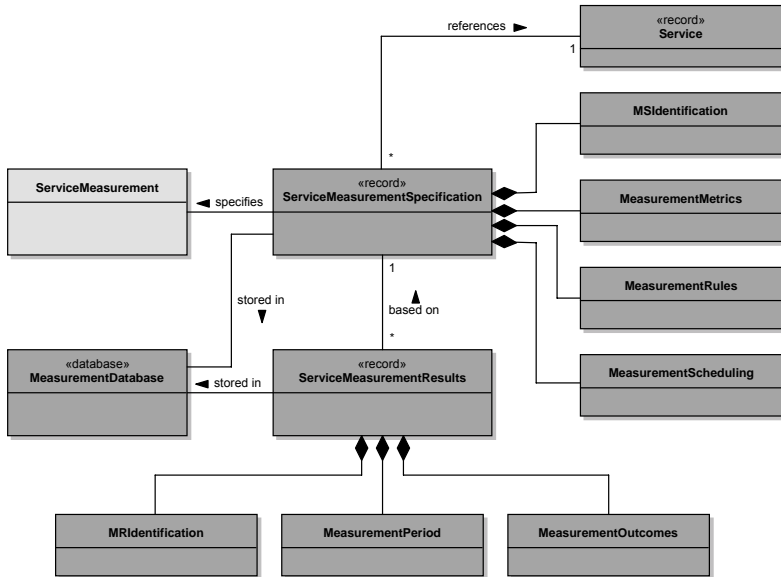 references ►
«record»
Service
1
MSIdentification
*
ServiceMeasurement
◄ specifies
«record»
ServiceMeasurementSpecification
MeasurementMetrics
MeasurementRules
1
stored in
▼
▲
based on
*
«database»
MeasurementDatabase
◄ stored in
«record»
ServiceMeasurementResults
MeasurementScheduling
MRIdentification
MeasurementPeriod
MeasurementOutcomes